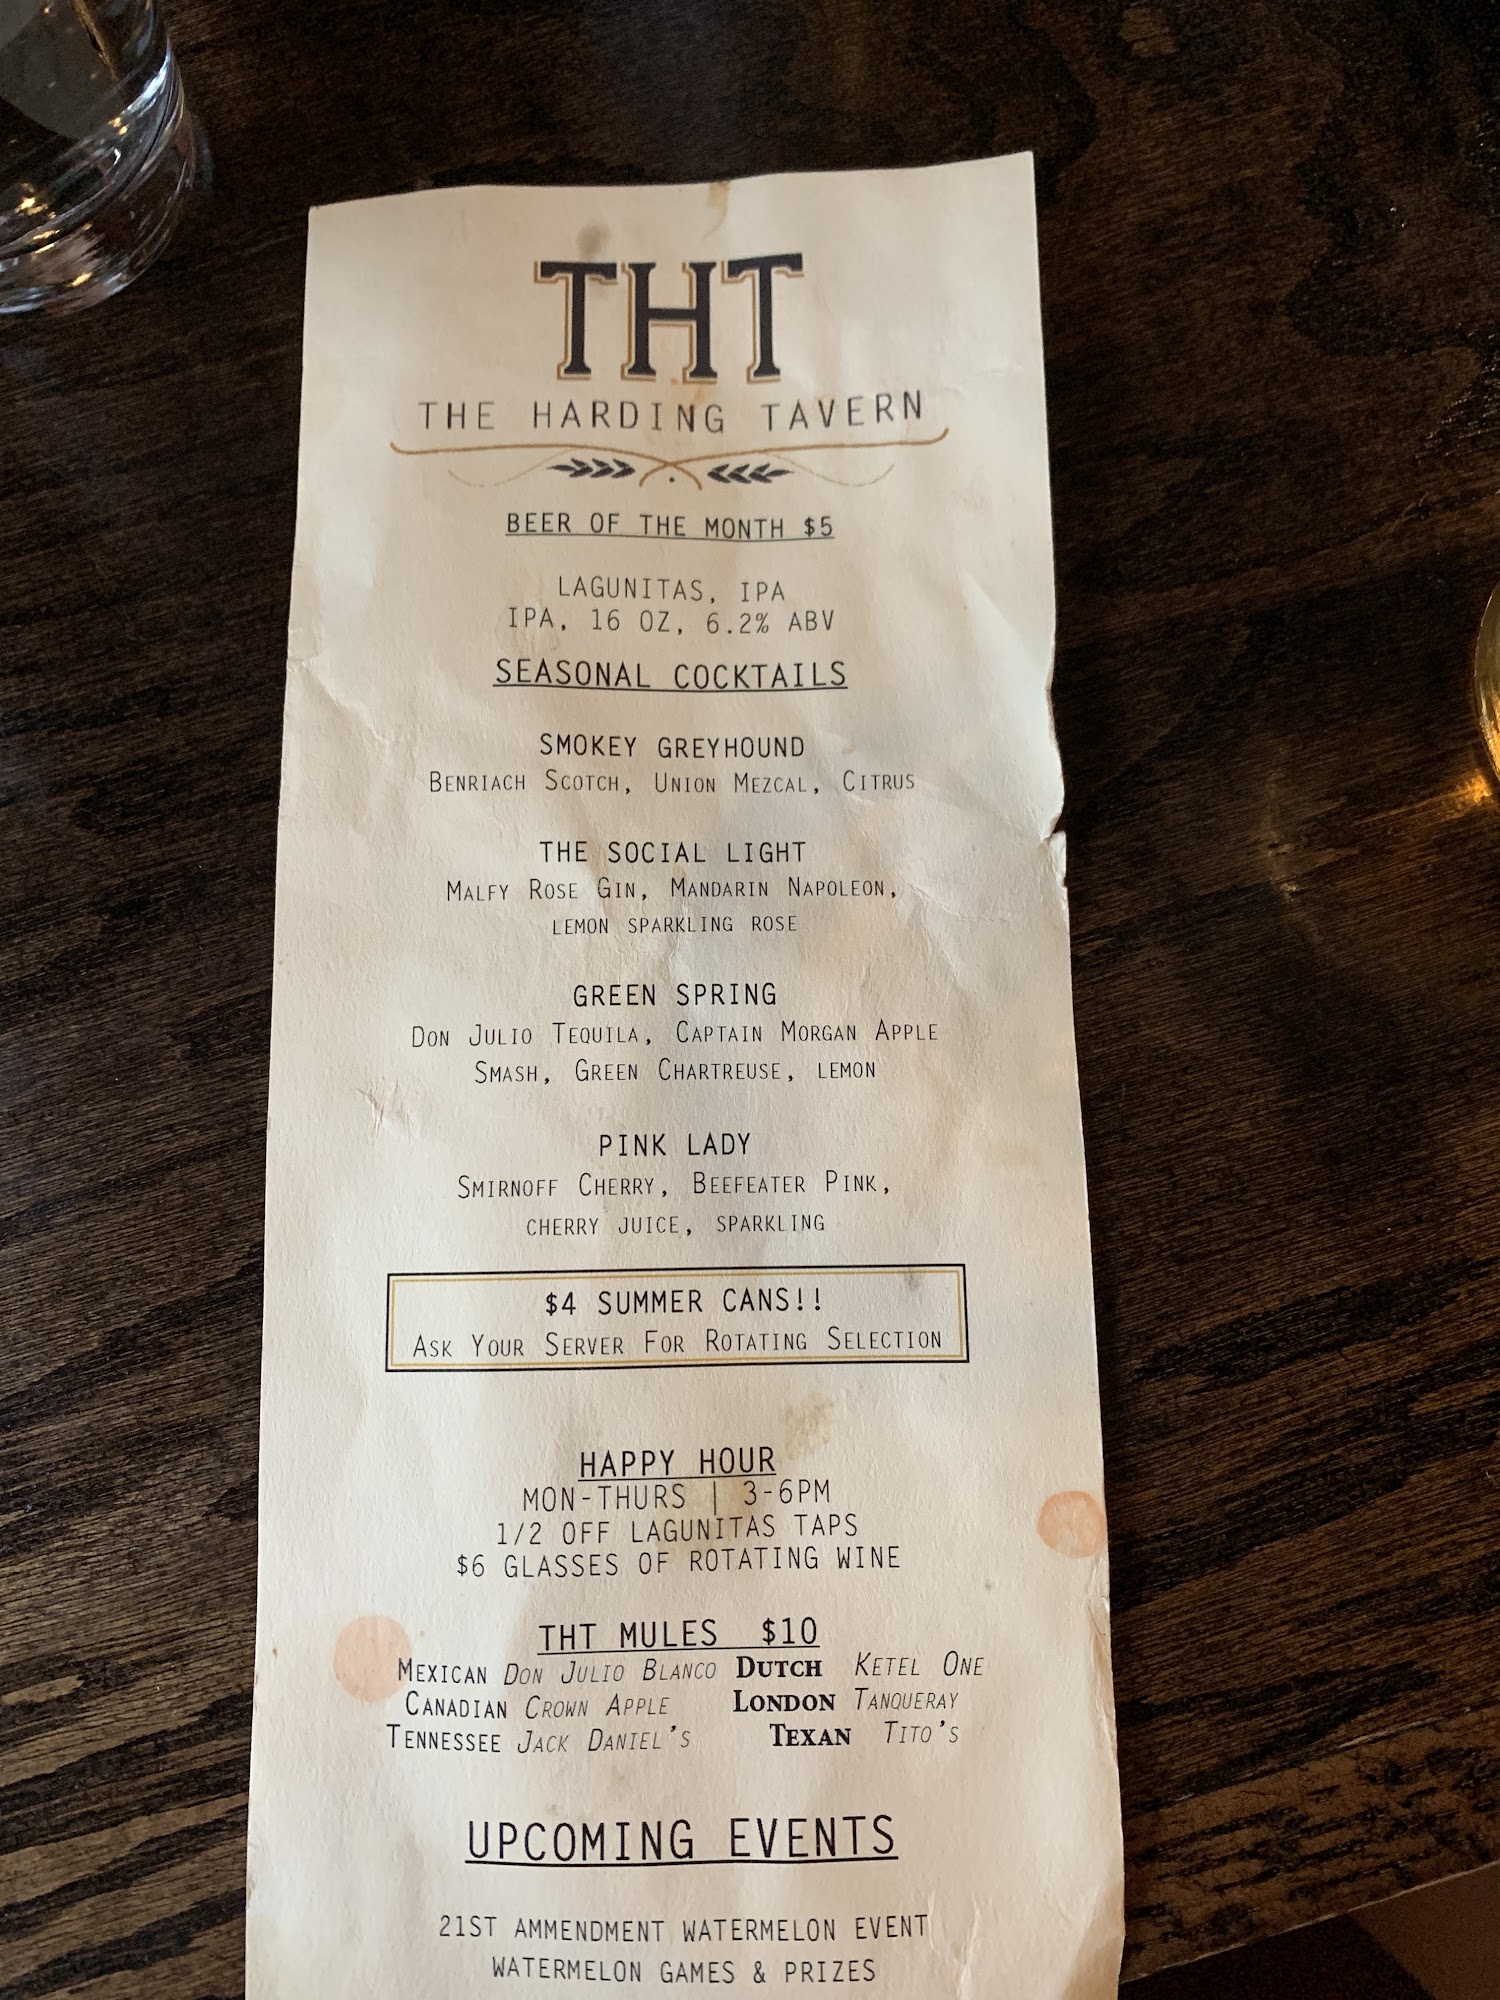 THT
THE HARDING TAVERN
BEER OF THE MONTH $5
LAGUNITAS, IPA
IPA, 16 OZ, 6.2% ABV
SEASONAL COCKTAILS
SMOKEY GREYHOUND
BENRIACH SCOTCH, UNION MEZCAL, CITRUS
THE SOCIAL LIGHT
MALFY ROSE GIN, MANDARIN NAPOLEON,
LEMON SPARKLING ROSE
GREEN SPRING
DON JULIO TEQUILA, CAPTAIN MORGAN APPLE
SMASH, GREEN CHARTREUSE, LEMON
PINK LADY
SMIRNOFF CHERRY, BEEFEATER PINK,
CHERRY JUICE, SPARKLING
$4 SUMMER CANS!!
ASK YOUR SERVER FOR ROTATING SELECTION
HAPPY HOUR
MON-THURS | 3-6PM
1/2 OFF LAGUNITAS TAPS
$6 GLASSES OF ROTATING WINE
THT MULES $10
MEXICAN DON JULIO BLANCO DUTCH KETEL ONE
CANADIAN CROWN APPLE LONDON TANQUERAY
TENNESSEE JACK DANIEL'S TEXAN TITO'S
UPCOMING EVENTS
21ST AMMENDMENT WATERMELON EVENT
WATERMELON GAMES & PRIZES